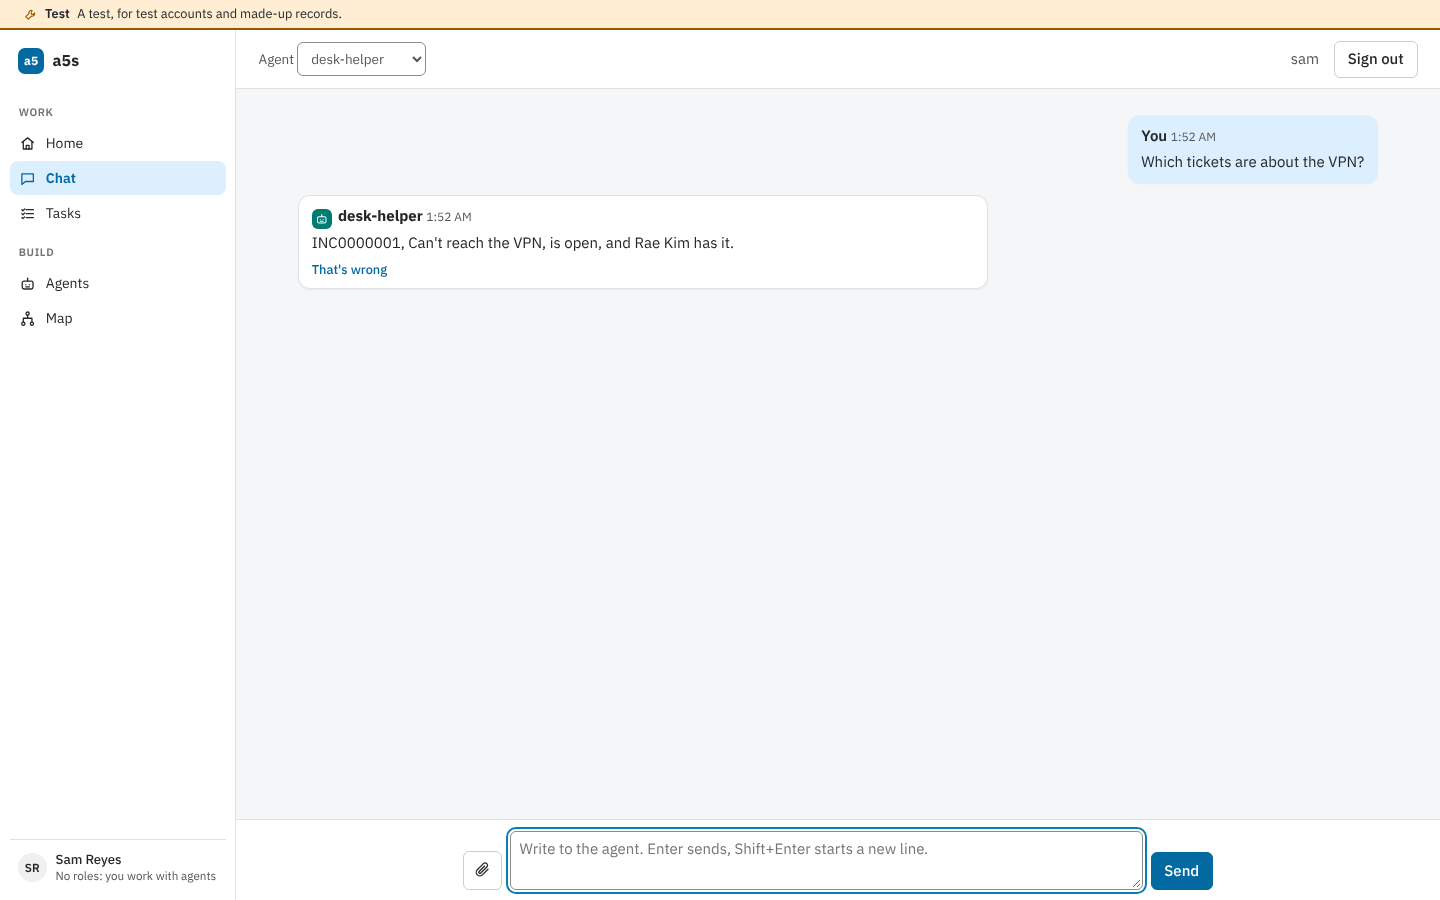 Test A test, for test accounts and made-up records.
a5 a5s
WORK
Home
Chat
Tasks
BUILD
Agents
Map
SR
Sam Reyes
No roles: you work with agents
Agent desk-helper
sam
Sign out
You 1:52 AM
Which tickets are about the VPN?
desk-helper 1:52 AM
INC0000001, Can't reach the VPN, is open, and Rae Kim has it.
That's wrong
Write to the agent. Enter sends, Shift+Enter starts a new line.
Send